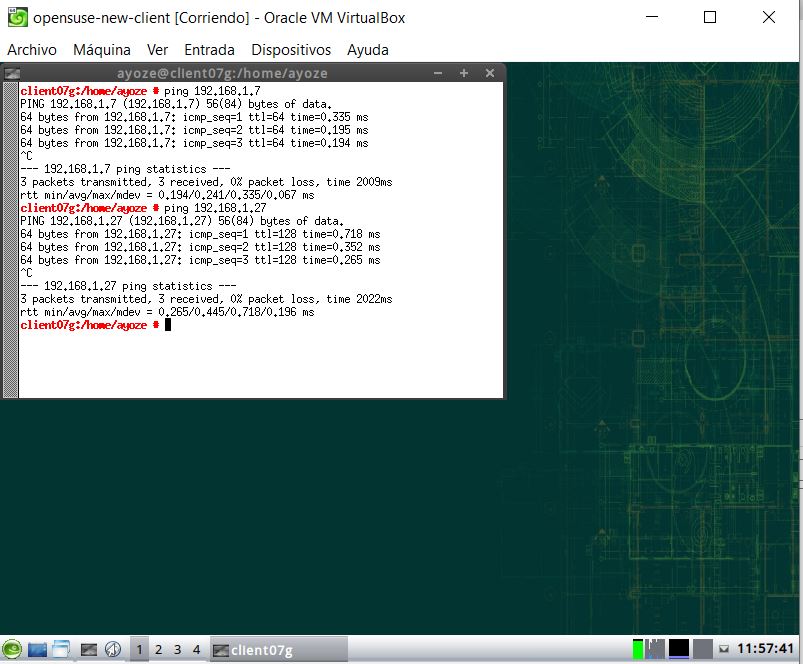 opensuse-new-client [Corriendo] - Oracle VM VirtualBox
Archivo Máquina Ver Entrada Dispositivos Ayuda
ayoze@client07g:/home/ayoze
client07g:/home/ayoze # ping 192.168.1.7
PING 192.168.1.7 (192.168.1.7) 56(84) bytes of data.
64 bytes from 192.168.1.7: icmp_seq=1 ttl=64 time=0.335 ms
64 bytes from 192.168.1.7: icmp_seq=2 ttl=64 time=0.195 ms
64 bytes from 192.168.1.7: icmp_seq=3 ttl=64 time=0.194 ms
^C
--- 192.168.1.7 ping statistics ---
3 packets transmitted, 3 received, 0% packet loss, time 2009ms
rtt min/avg/max/mdev = 0.194/0.241/0.335/0.067 ms
client07g:/home/ayoze # ping 192.168.1.27
PING 192.168.1.27 (192.168.1.27) 56(84) bytes of data.
64 bytes from 192.168.1.27: icmp_seq=1 ttl=128 time=0.718 ms
64 bytes from 192.168.1.27: icmp_seq=2 ttl=128 time=0.352 ms
64 bytes from 192.168.1.27: icmp_seq=3 ttl=128 time=0.265 ms
^C
--- 192.168.1.27 ping statistics ---
3 packets transmitted, 3 received, 0% packet loss, time 2022ms
rtt min/avg/max/mdev = 0.265/0.445/0.718/0.196 ms
client07g:/home/ayoze #
1 2 3 4 client07g 11:57:41